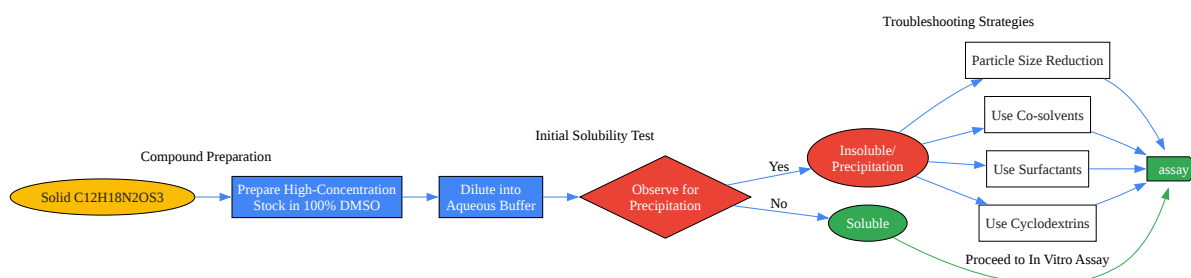 Troubleshooting Strategies
Particle Size Reduction
Use Co-solvents
Initial Solubility Test
Compound Preparation
Yes
Insoluble/
Precipitation
Use Surfactants
assay
Solid C12H18N2OS3
Prepare High-Concentration
Stock in 100% DMSO
Dilute into
Aqueous Buffer
Observe for
Precipitation
No
Soluble
Use Cyclodextrins
Proceed to In Vitro Assay